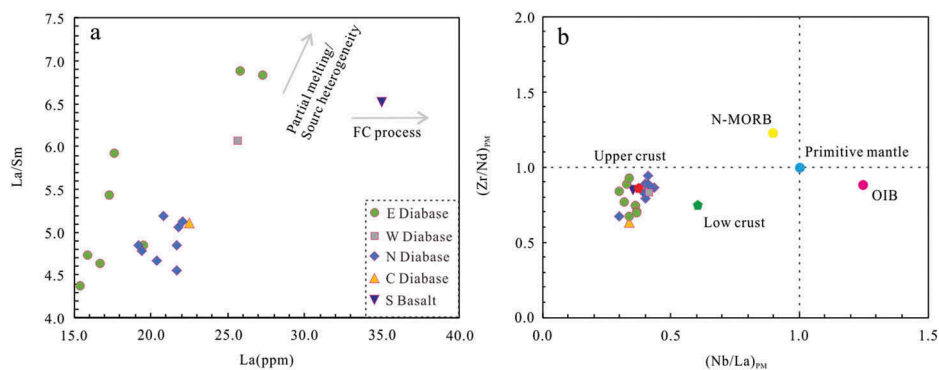 a
7.5
7.0
6.5
6.0
5.5
5.0
4.5
4.0
La/Sm
15.0 20.0 25.0 30.0 35.0 40.0
La(ppm)
Partial melting/
Sourc heterogeneity
FC process
E Diabase
W Diabase
N Diabase
C Diabase
S Basalt
b
2.0
1.5
1.0
0.5
0.0
(Zr/Nd)PM
0.0 0.5 1.0 1.5
(Nb/La)PM
N-MORB
Upper crust
Primitive mantle
OIB
Low crust